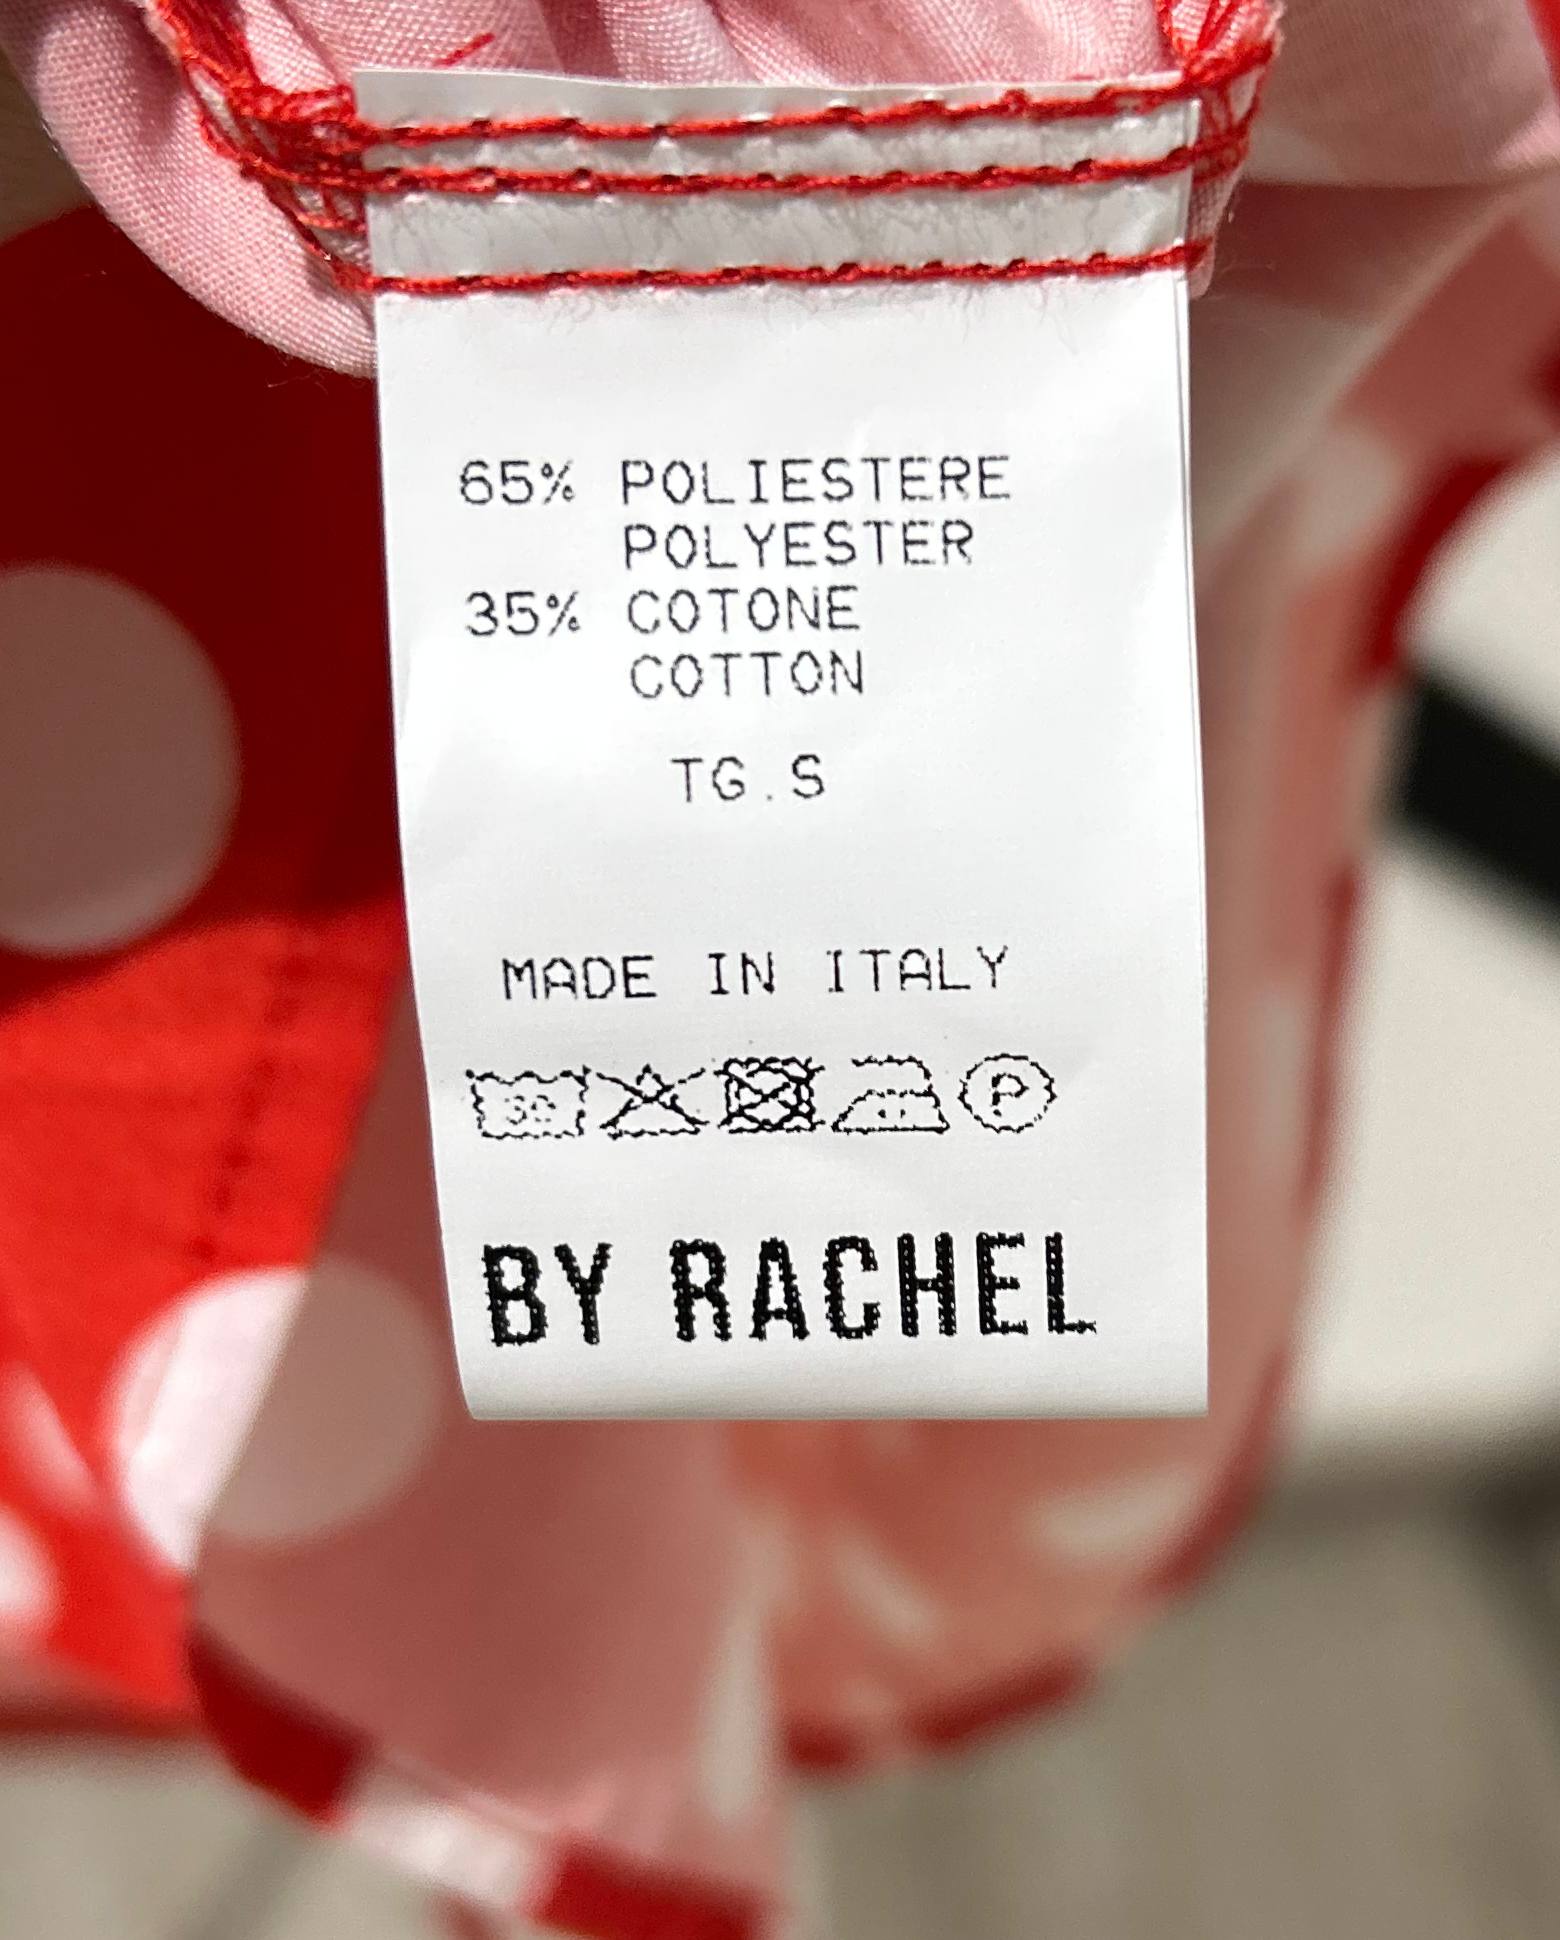 65% POLIESTERE
POLYESTER
35% COTONE
COTTON
TG.S
MADE IN ITALY
30 P
BY RACHEL